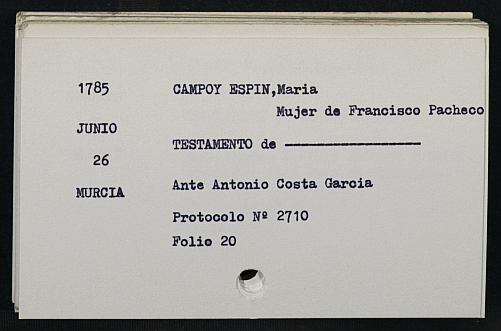 1785 CAMPOY ESPIN,Maria
Mujer de Francisco Pacheco
JUNIO
TESTAMENTO de -----------------
26
MURCIA Ante Antonio Costa Garcia
Protocolo Nº 2710
Folio 20